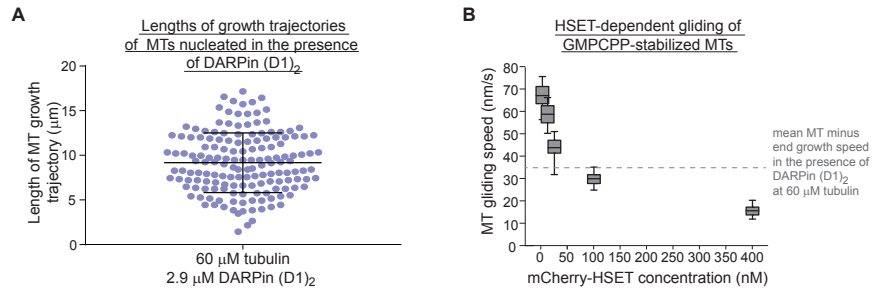 A
Lengths of growth trajectories
of MTs nucleated in the presence
of DARPin (D1)2
Length of MT growth
trajectory (μm)
20
15
10
5
0
60 μM tubulin
2.9 μM DARPin (D1)2
B
HSET-dependent gliding of
GMPCPP-stabilized MTs
MT gliding speed (nm/s)
80
70
60
50
40
30
20
10
0
0 50 100 150 200 250 300 350 400
mCherry-HSET concentration (nM)
mean MT minus
end growth speed
in the presence of
DARPin (D1)2
at 60 μM tubulin